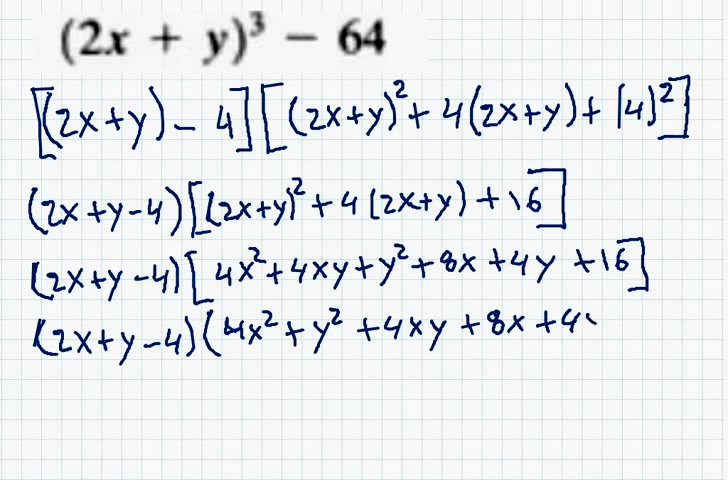 (2x + y)³ − 64
[(2x+y) − 4][(2x+y)² + 4(2x+y) + (4)²]
(2x+y−4)[(2x+y)² + 4(2x+y) + 16]
(2x+y−4)[4x² + 4xy + y² + 8x + 4y + 16]
(2x+y−4)(4x² + y² + 4xy + 8x + 4